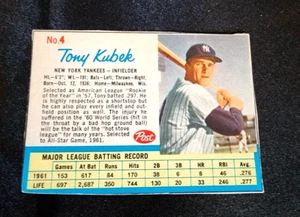 No.4
Tony Kubek
NEW YORK YANKEES — INFIELDER
Ht.-6'3"; Wt.-191; Bats-Left; Thrown-Right;
Born-Oct. 12, 1936; Home-Milwaukee, Wis.
Selected as American League "Rookie
of the Year" in '57, Tony batted .297. He
is highly respected as a shortstop but
he can also play every infield and out-
field position as well. The injury he
suffered in the '60 World Series (hit in
the throat by a bad hop ground ball) will
be the talk of the "hot stove
league" for many years. Selected
to All-Star Game, 1961.
Post
MAJOR LEAGUE BATTING RECORD
Games At Bat Runs Hits 2B 3B HR RBI Avg.
1961 153 617 84 170 38 6 8 46 .276
LIFE 697 2,687 350 744 130 20 33 246 .277